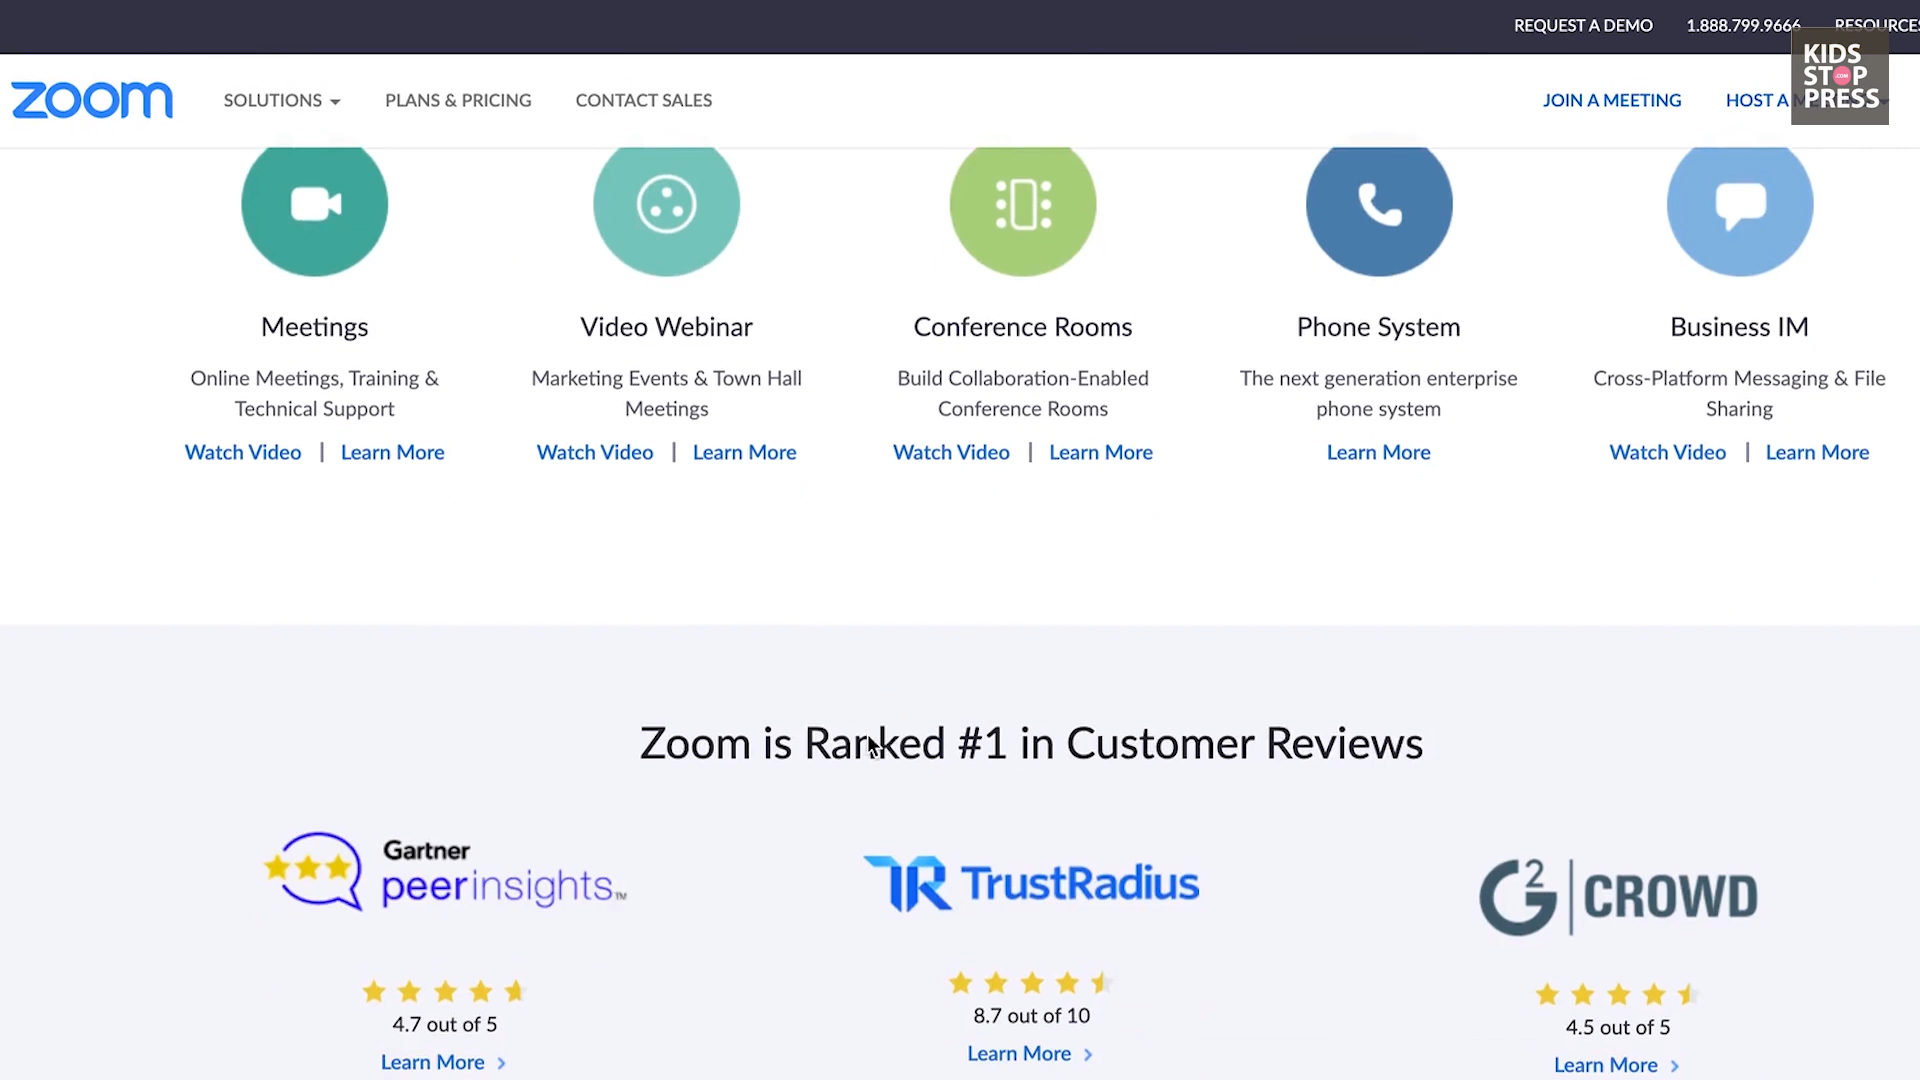 REQUEST A DEMO 1.888.799.9666 RESOURCES
KIDS
STOP
.COM
PRESS
zoom SOLUTIONS PLANS & PRICING CONTACT SALES JOIN A MEETING HOST A
Meetings
Online Meetings, Training &
Technical Support
Watch Video | Learn More
Video Webinar
Marketing Events & Town Hall
Meetings
Watch Video | Learn More
Conference Rooms
Build Collaboration-Enabled
Conference Rooms
Watch Video | Learn More
Phone System
The next generation enterprise
phone system
Learn More
Business IM
Cross-Platform Messaging & File
Sharing
Watch Video | Learn More
Zoom is Ranked #1 in Customer Reviews
Gartner
peerinsights™
4.7 out of 5
Learn More
TR TrustRadius
8.7 out of 10
Learn More
G2 | CROWD
4.5 out of 5
Learn More